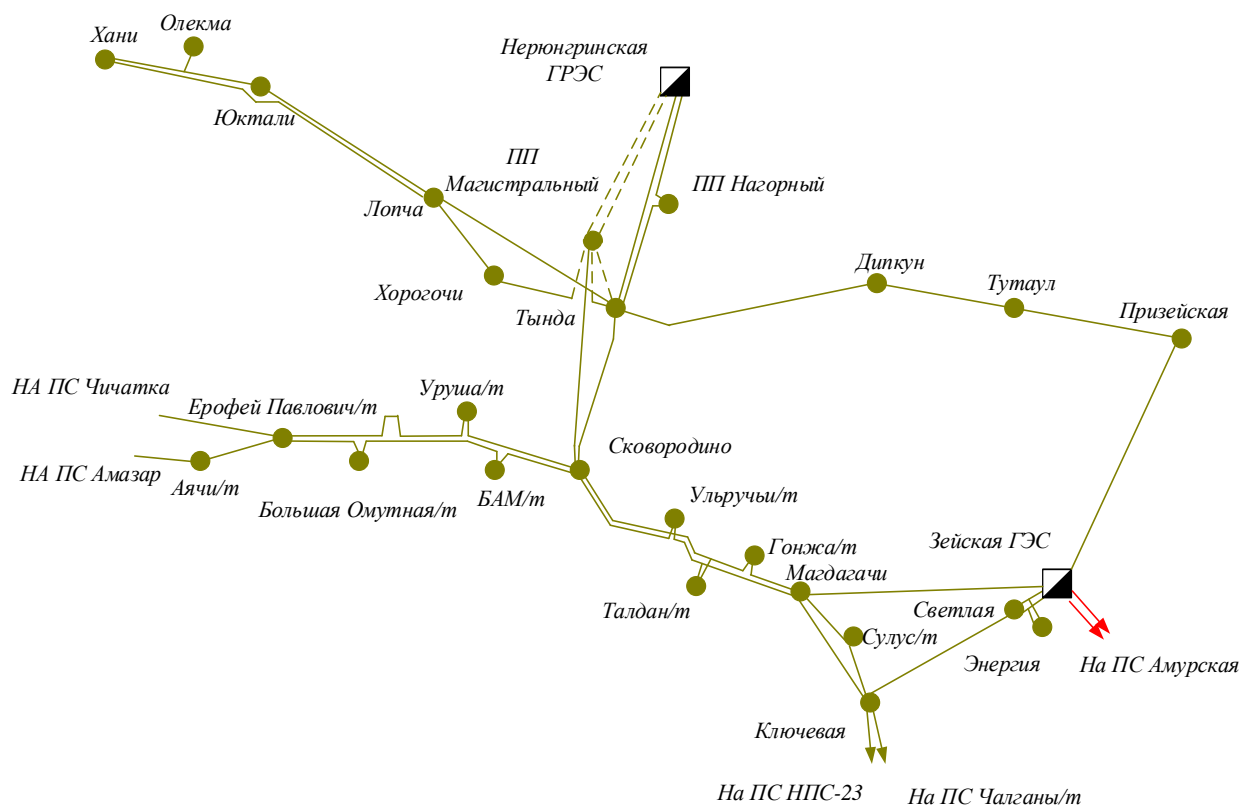 Олекма
Хани
Нерюнгринская
ГРЭС
Юктали
ПП
Магистральный
ПП Нагорный
Лопча
Дипкун
Хорогочи
Тутаул
Тында
Призейская
НА ПС Чичатка
Уруша/т
Ерофей Павлович/т
Сковородино
НА ПС Амазар
Аячи/т
БАМ/т
Ульручьи/т
Большая Омутная/т
Гонжа/т
Зейская ГЭС
Магдагачи
Талдан/т
Светлая
Сулус/т
Энергия
На ПС Амурская
Ключевая
На ПС НПС-23
На ПС Чалганы/т